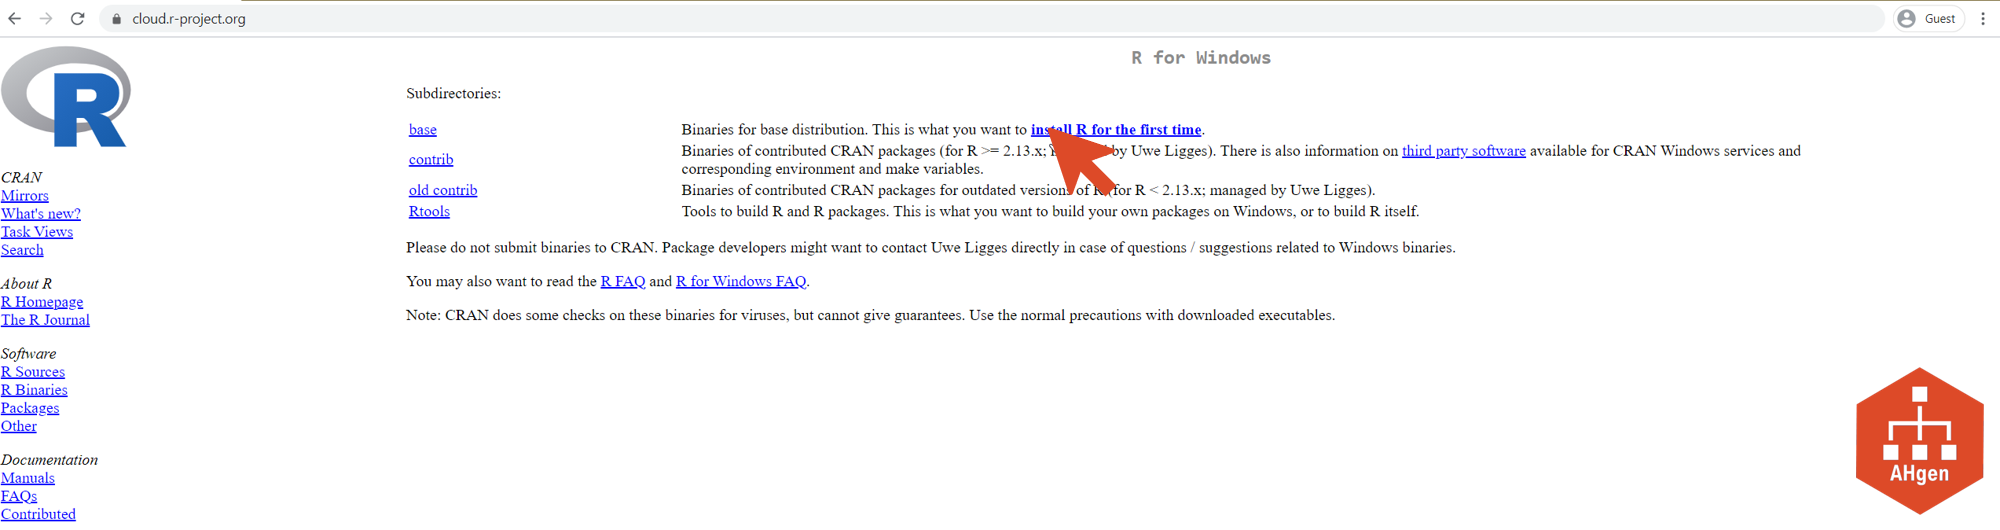 cloud.r-project.org
Guest
R
R for Windows
Subdirectories:
base Binaries for base distribution. This is what you want to install R for the first time.
contrib Binaries of contributed CRAN packages (for R >= 2.13.x; by Uwe Ligges). There is also information on third party software available for CRAN Windows services and
corresponding environment and make variables.
old contrib Binaries of contributed CRAN packages for outdated versions of R (for R < 2.13.x; managed by Uwe Ligges).
Rtools Tools to build R and R packages. This is what you want to build your own packages on Windows, or to build R itself.
Please do not submit binaries to CRAN. Package developers might want to contact Uwe Ligges directly in case of questions / suggestions related to Windows binaries.
You may also want to read the R FAQ and R for Windows FAQ.
Note: CRAN does some checks on these binaries for viruses, but cannot give guarantees. Use the normal precautions with downloaded executables.
CRAN
Mirrors
What's new?
Task Views
Search
About R
R Homepage
The R Journal
Software
R Sources
R Binaries
Packages
Other
Documentation
Manuals
FAQs
Contributed
AHgen